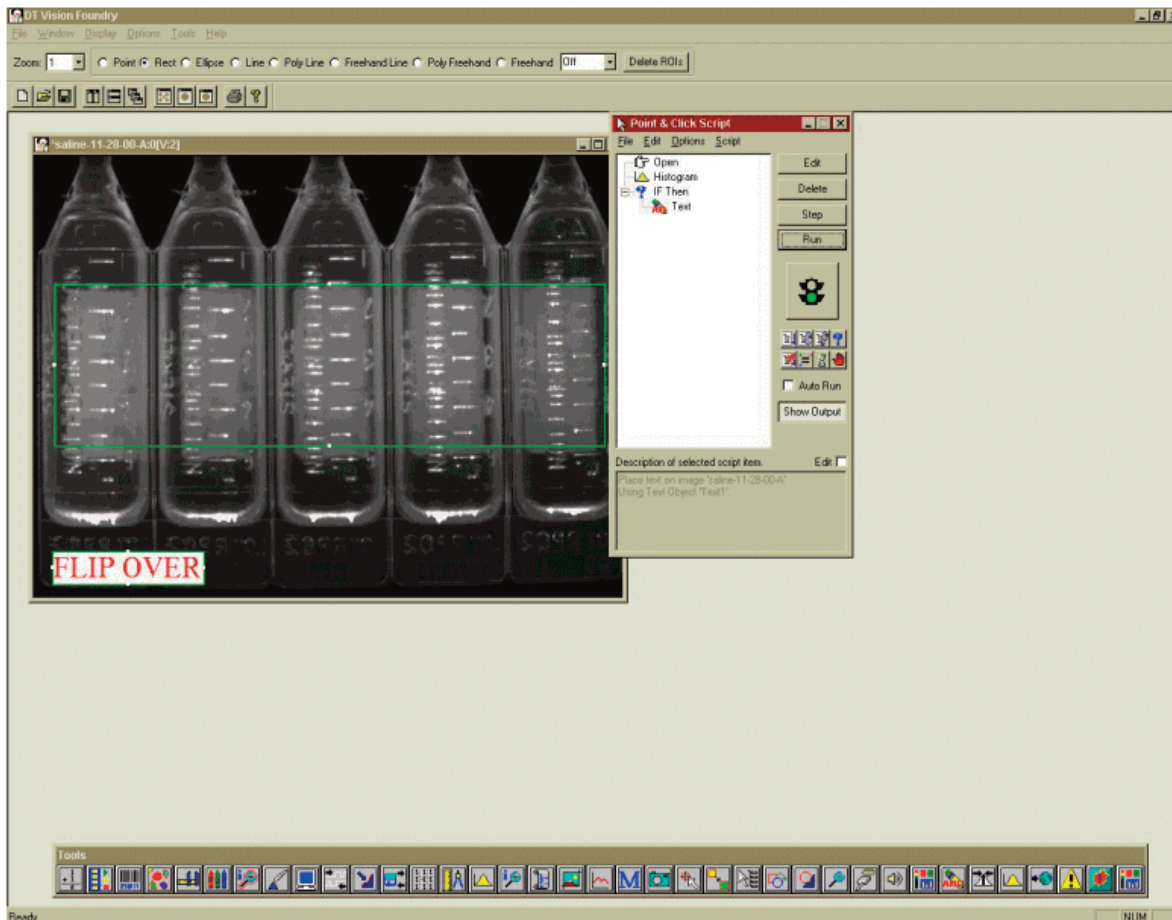 DT Vision Foundry
File Window Display Options Tools Help
Zoom: 1 Point Rect Ellipse Line Poly Line Freehand Line Poly Freehand Freehand Off Delete ROIs
'saline-11-28-00-A:0[V:2]
FLIP OVER
Point & Click Script
File Edit Options Script
Open
Histogram
IF Then
Text
Edit
Delete
Step
Run
Auto Run
Show Output
Description of selected script item. Edit
Place text on image 'saline-11-28-00-A'
Using Text Object 'Text1'.
Tools
Ready
NUM